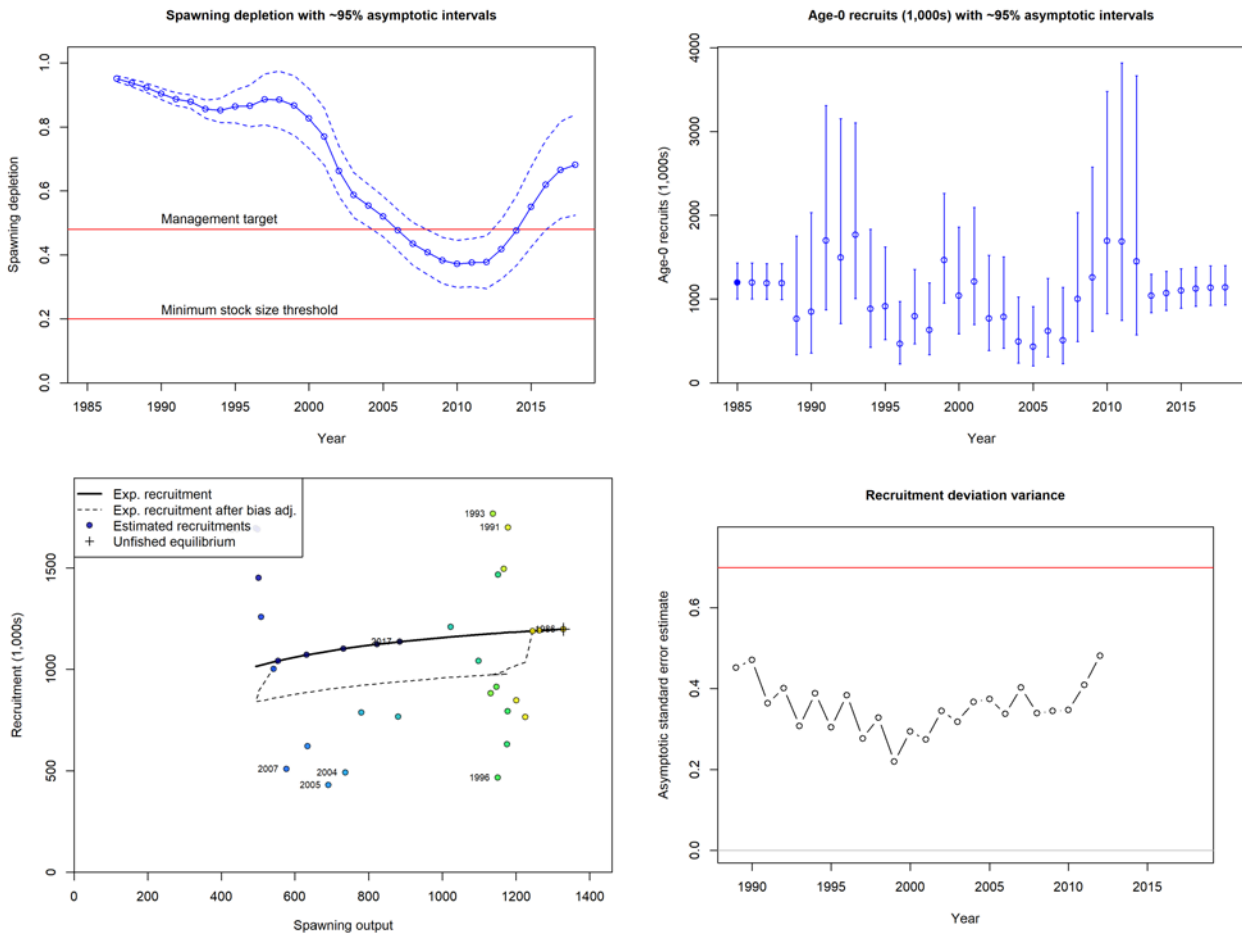 Spawning depletion with ~95% asymptotic intervals
Spawning depletion
1.0
0.8
0.6
0.4
0.2
0.0
Management target
Minimum stock size threshold
1985 1990 1995 2000 2005 2010 2015
Year
Age-0 recruits (1,000s) with ~95% asymptotic intervals
Age-0 recruits (1,000s)
4000
3000
2000
1000
0
1985 1990 1995 2000 2005 2010 2015
Year
Recruitment (1,000s)
1500
1000
500
0
Exp. recruitment
Exp. recruitment after bias adj.
Estimated recruitments
Unfished equilibrium
1993
1991
2017
1986
2007
2004
2005
1996
0 200 400 600 800 1000 1200 1400
Spawning output
Recruitment deviation variance
Asymptotic standard error estimate
0.6
0.4
0.2
0.0
1990 1995 2000 2005 2010 2015
Year